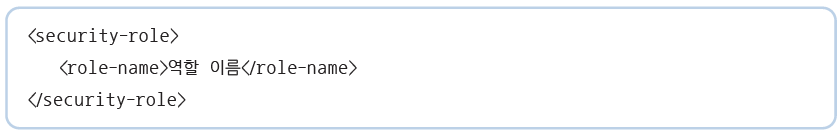 <security-role>
<role-name>역할 이름</role-name>
</security-role>